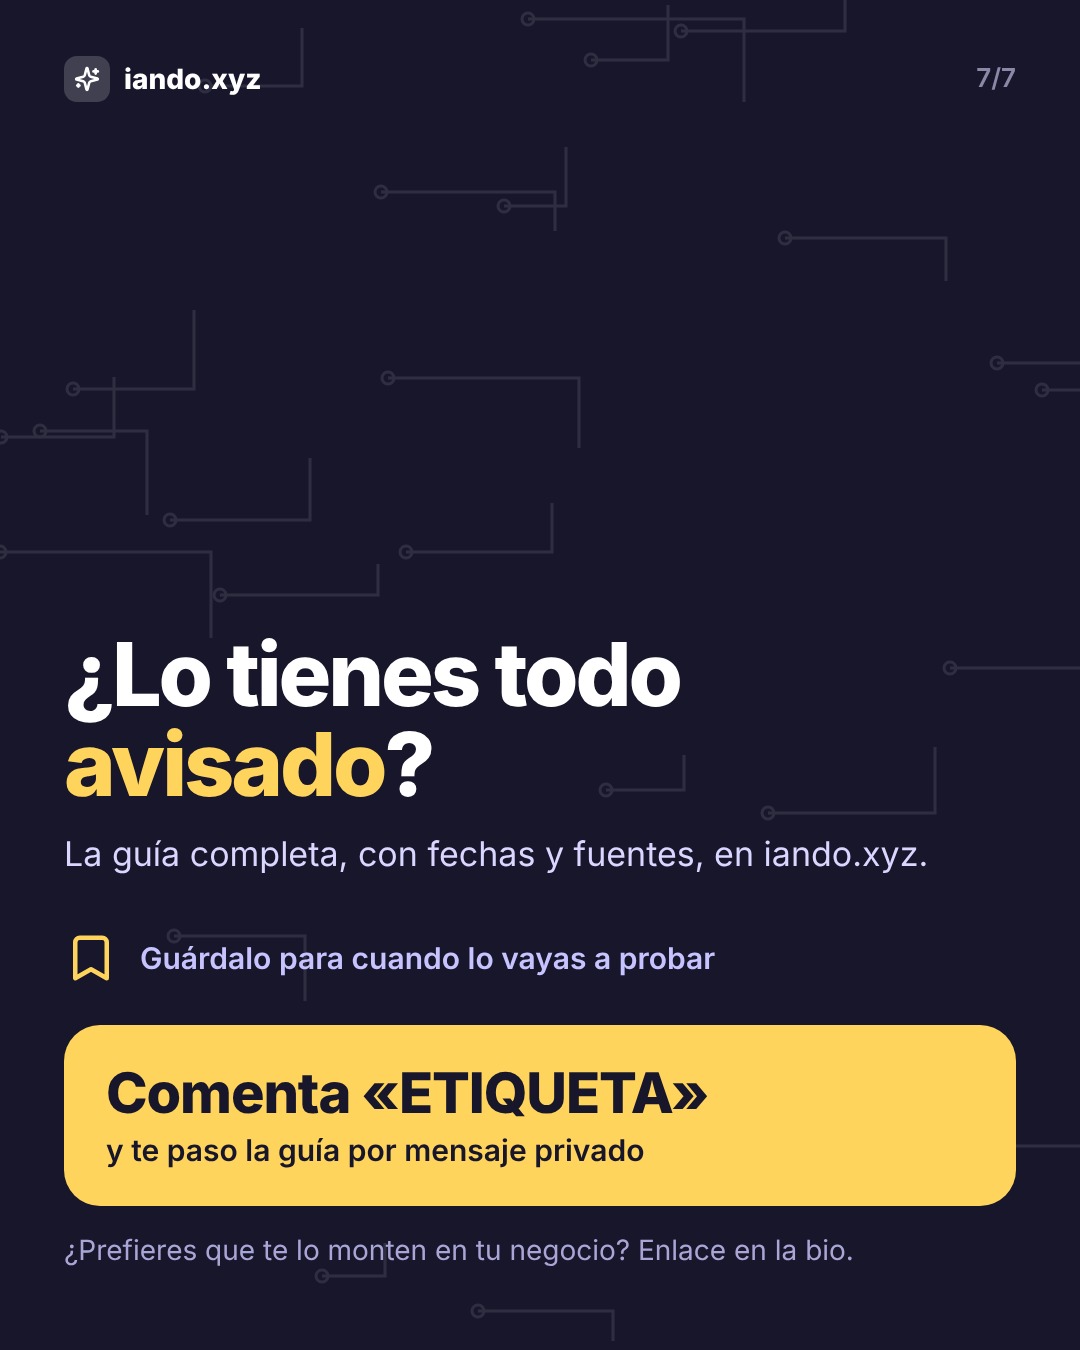 iando.xyz
7/7
¿Lo tienes todo
avisado?
La guía completa, con fechas y fuentes, en iando.xyz.
Guárdalo para cuando lo vayas a probar
Comenta «ETIQUETA»
y te paso la guía por mensaje privado
¿Prefieres que te lo monten en tu negocio? Enlace en la bio.